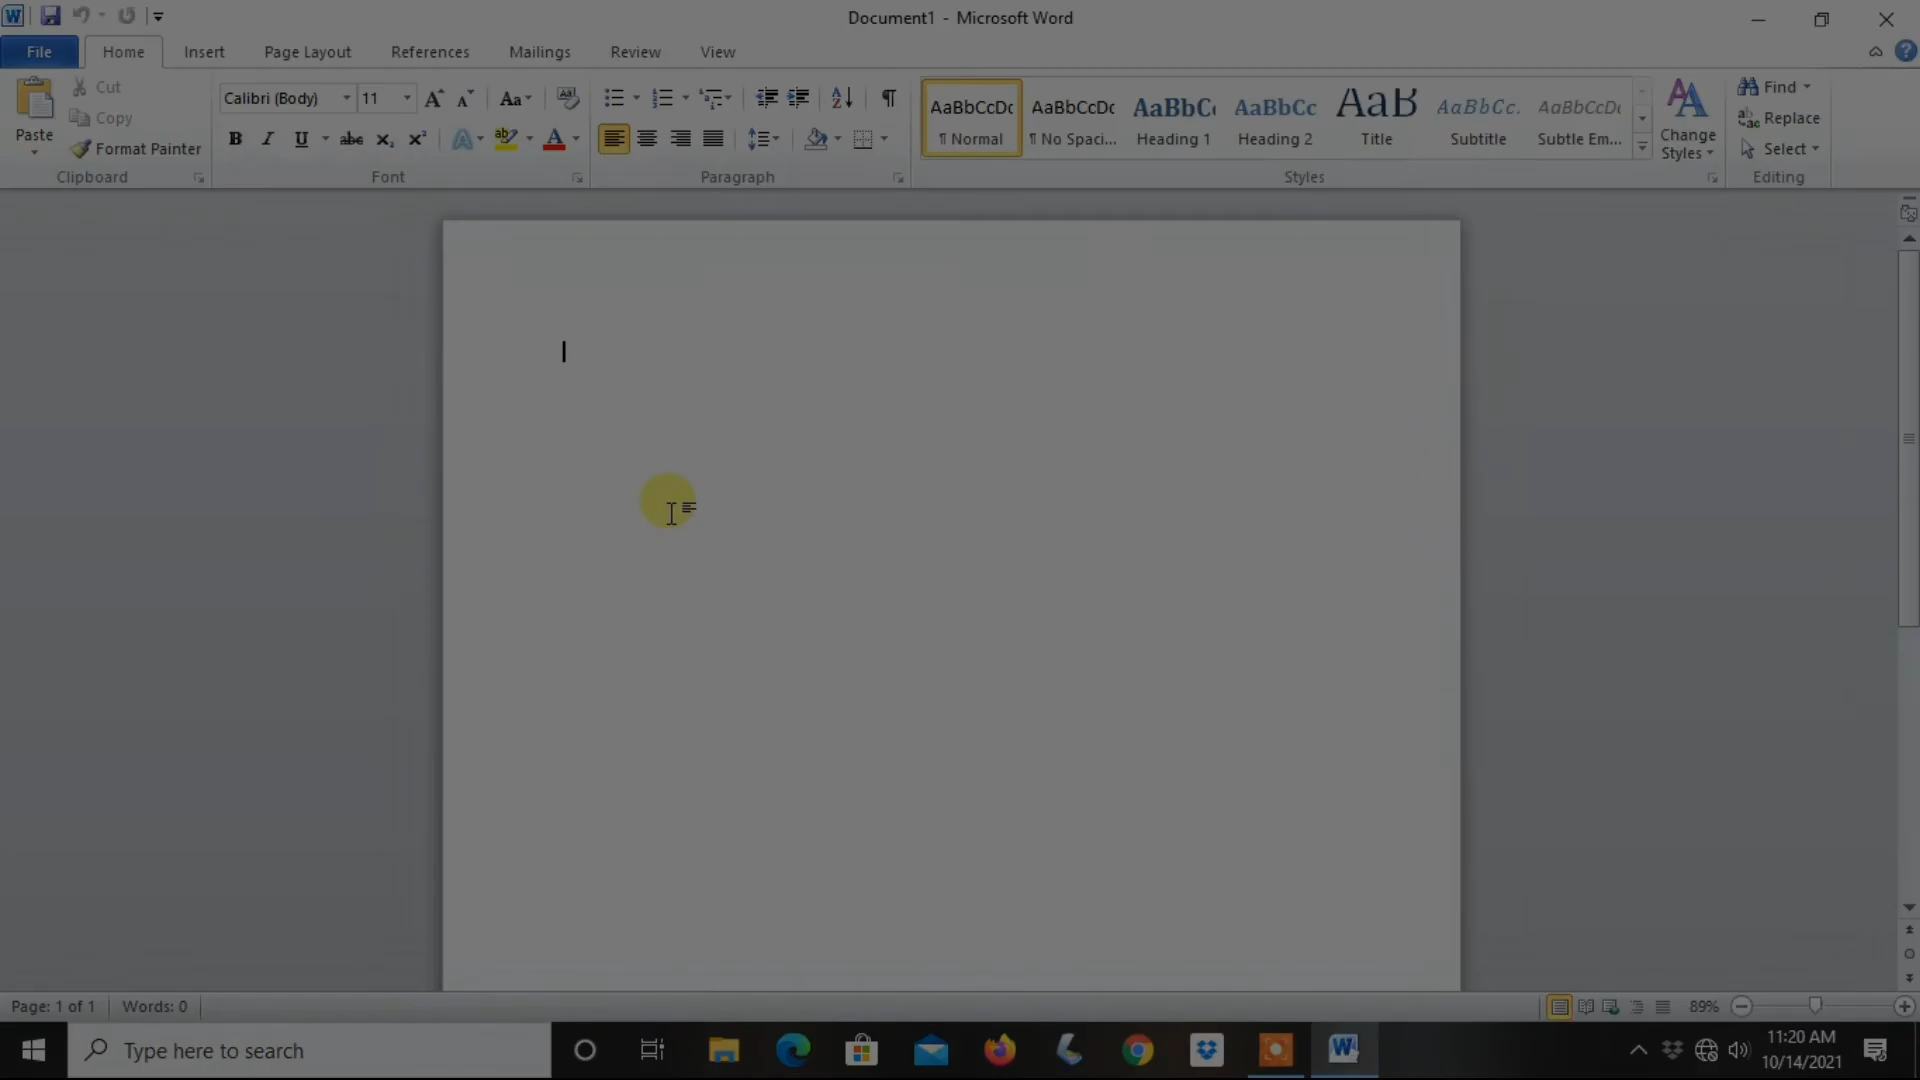 Document1 - Microsoft Word
File Home Insert Page Layout References Mailings Review View
Paste
Cut
Copy
Format Painter
Clipboard
Calibri (Body) 11
Font
Paragraph
AaBbCcDc AaBbCcDc AaBbC AaBbCc AaB AaBbCc. AaBbCcDc
¶ Normal ¶ No Spaci... Heading 1 Heading 2 Title Subtitle Subtle Em...
Change
Styles
Styles
Find
Replace
Select
Editing
Page: 1 of 1 Words: 0
89%
Type here to search
11:20 AM
10/14/2021